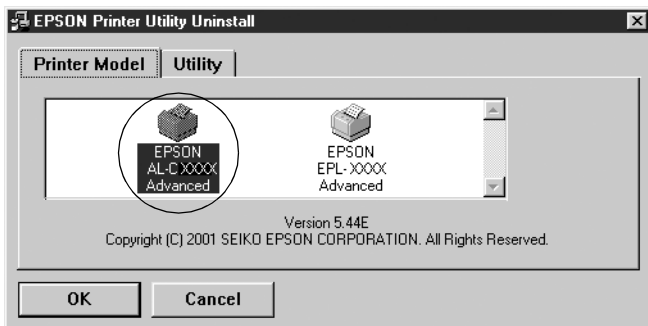 EPSON Printer Utility Uninstall
Printer Model Utility
EPSON EPSON
AL-CXXXX EPL-XXXX
Advanced Advanced
Version 5.44E
Copyright (C) 2001 SEIKO EPSON CORPORATION. All Rights Reserved.
OK Cancel